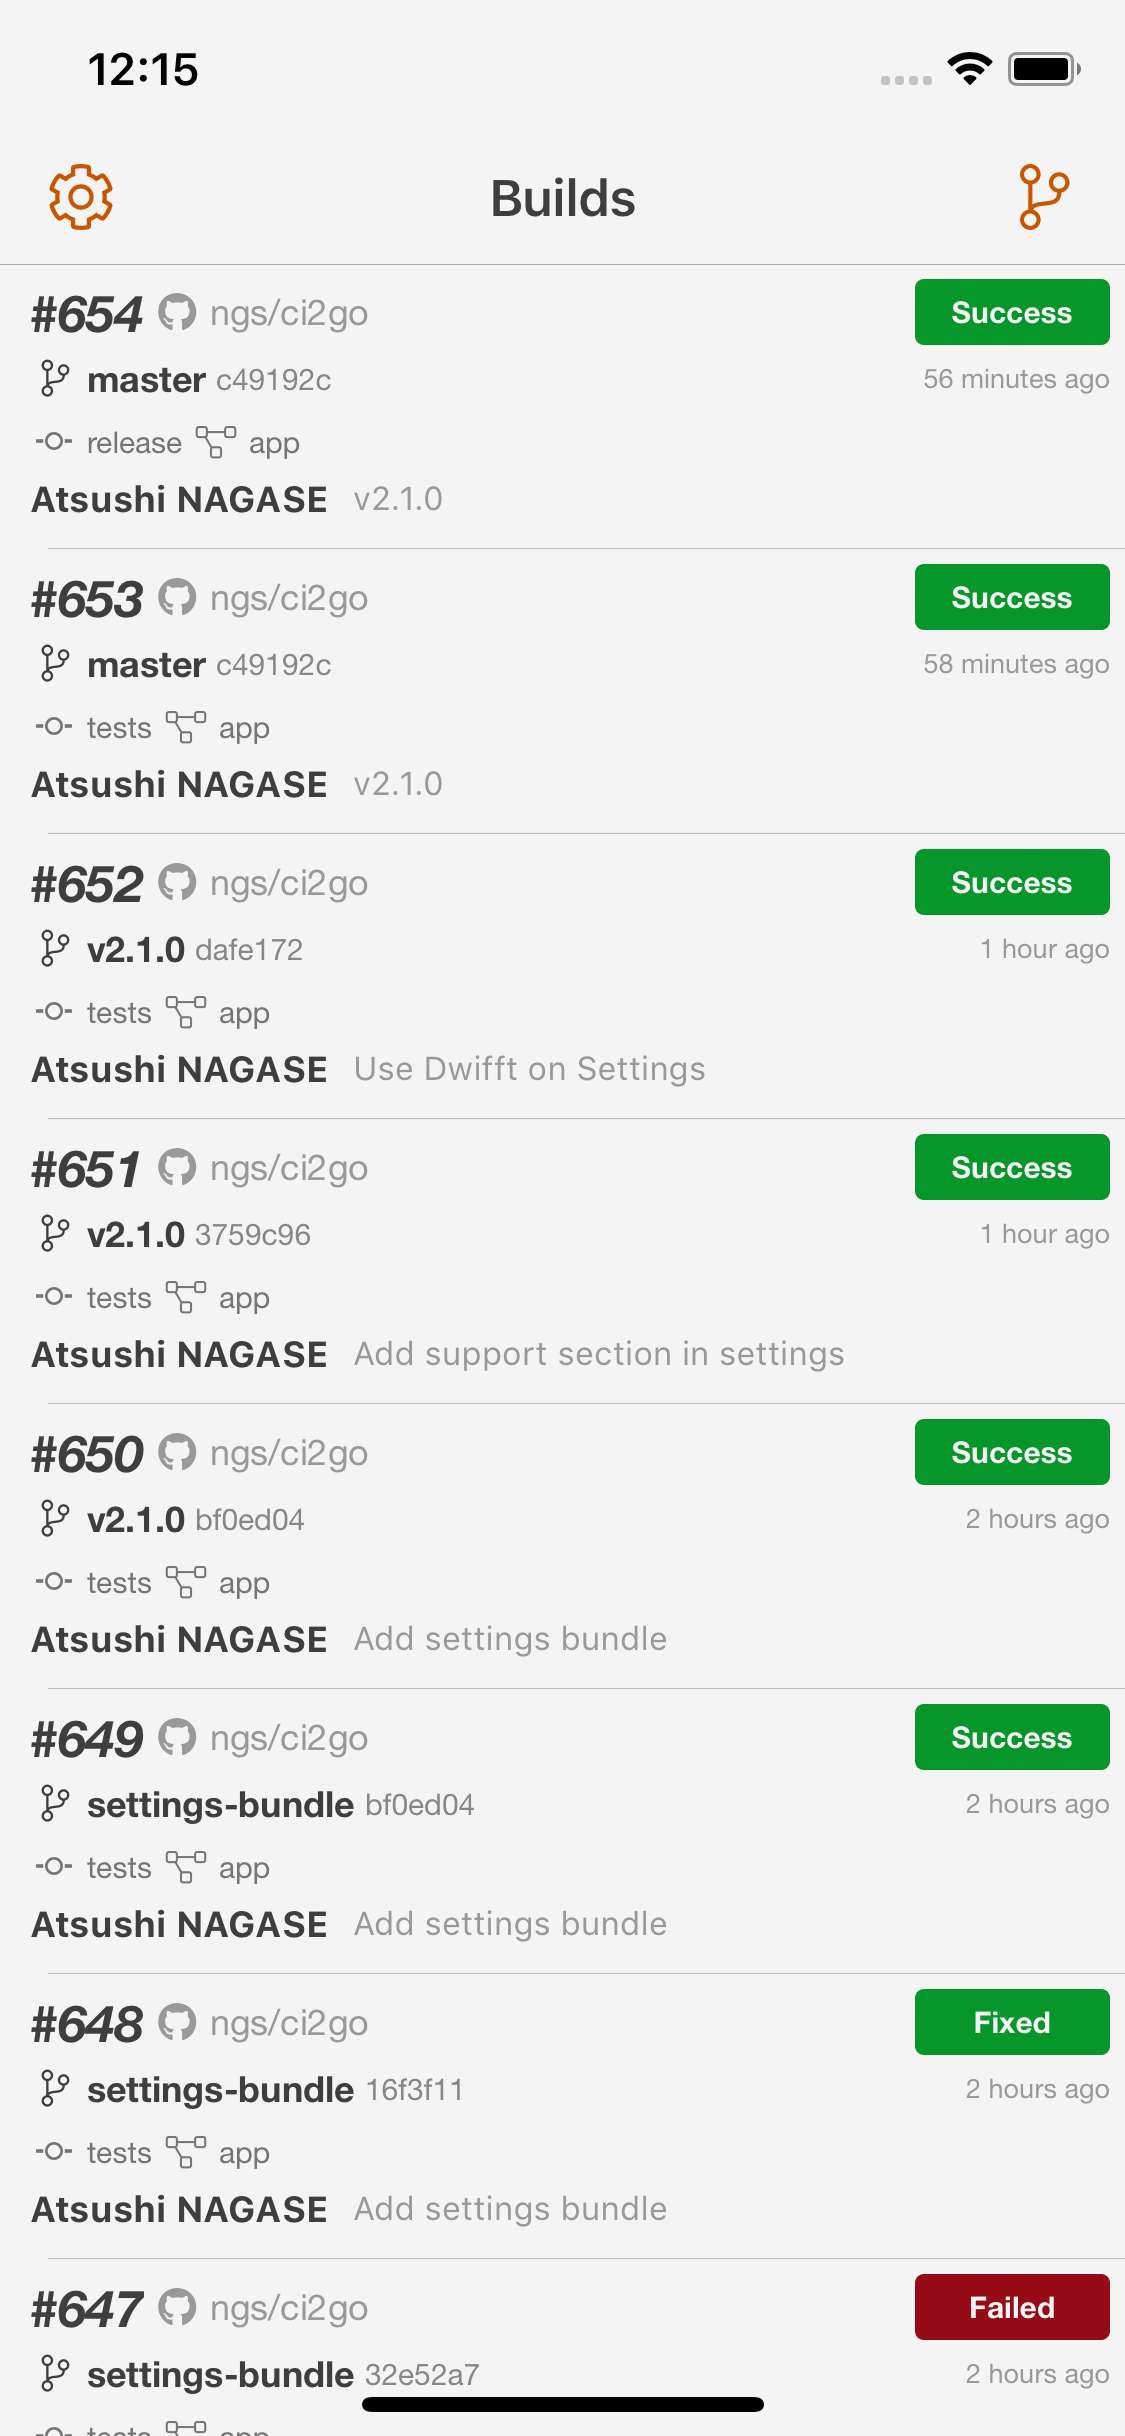 12:15
Builds
#654 ngs/ci2go Success
master c49192c 56 minutes ago
release app
Atsushi NAGASE v2.1.0
#653 ngs/ci2go Success
master c49192c 58 minutes ago
tests app
Atsushi NAGASE v2.1.0
#652 ngs/ci2go Success
v2.1.0 dafe172 1 hour ago
tests app
Atsushi NAGASE Use Dwifft on Settings
#651 ngs/ci2go Success
v2.1.0 3759c96 1 hour ago
tests app
Atsushi NAGASE Add support section in settings
#650 ngs/ci2go Success
v2.1.0 bf0ed04 2 hours ago
tests app
Atsushi NAGASE Add settings bundle
#649 ngs/ci2go Success
settings-bundle bf0ed04 2 hours ago
tests app
Atsushi NAGASE Add settings bundle
#648 ngs/ci2go Fixed
settings-bundle 16f3f11 2 hours ago
tests app
Atsushi NAGASE Add settings bundle
#647 ngs/ci2go Failed
settings-bundle 32e52a7 2 hours ago
tests app